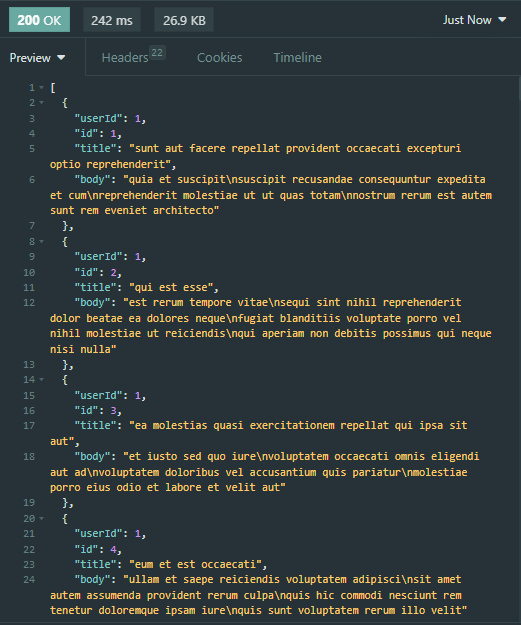 200 OK 242 ms 26.9 KB Just Now
Preview Headers 22 Cookies Timeline
1 [
2 {
3 "userId": 1,
4 "id": 1,
5 "title": "sunt aut facere repellat provident occaecati excepturi
optio reprehenderit",
6 "body": "quia et suscipit\nsuscipit recusandae consequuntur expedita
et cum\nreprehenderit molestiae ut ut quas totam\nnostrum rerum est autem
sunt rem eveniet architecto"
7 },
8 {
9 "userId": 1,
10 "id": 2,
11 "title": "qui est esse",
12 "body": "est rerum tempore vitae\nsequi sint nihil reprehenderit
dolor beatae ea dolores neque\nfugiat blanditiis voluptate porro vel
nihil molestiae ut reiciendis\nqui aperiam non debitis possimus qui neque
nisi nulla"
13 },
14 {
15 "userId": 1,
16 "id": 3,
17 "title": "ea molestias quasi exercitationem repellat qui ipsa sit
aut",
18 "body": "et iusto sed quo iure\nvoluptatem occaecati omnis eligendi
aut ad\nvoluptatem doloribus vel accusantium quis pariatur\nmolestiae
porro eius odio et labore et velit aut"
19 },
20 {
21 "userId": 1,
22 "id": 4,
23 "title": "eum et est occaecati",
24 "body": "ullam et saepe reiciendis voluptatem adipisci\nsit amet
autem assumenda provident rerum culpa\nquis hic commodi nesciunt rem
tenetur doloremque ipsam iure\nquis sunt voluptatem rerum illo velit"